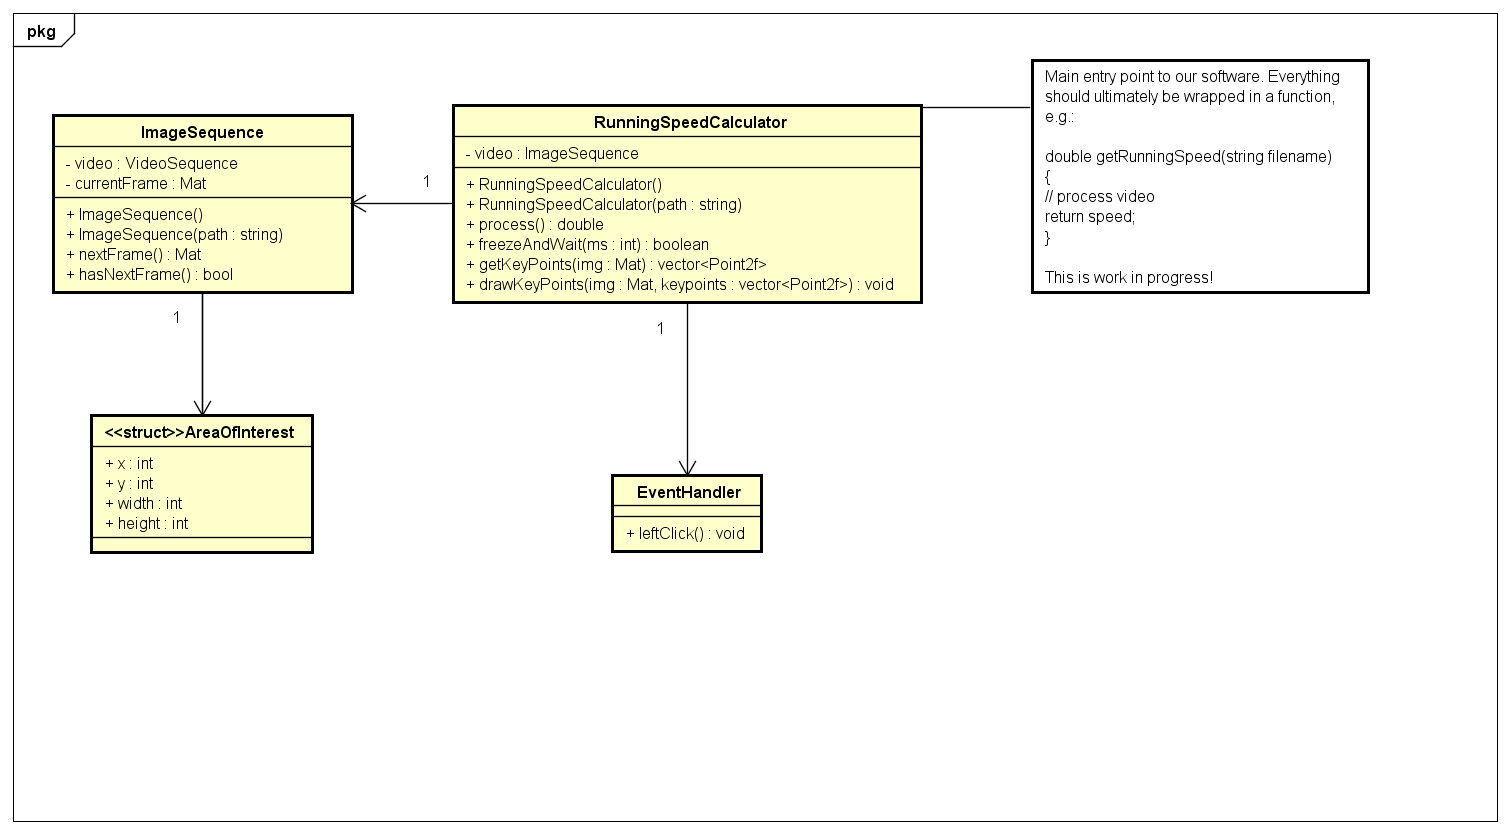 pkg
ImageSequence
- video : VideoSequence
- currentFrame : Mat
+ ImageSequence()
+ ImageSequence(path : string)
+ nextFrame() : Mat
+ hasNextFrame() : bool
1
RunningSpeedCalculator
- video : ImageSequence
+ RunningSpeedCalculator()
+ RunningSpeedCalculator(path : string)
+ process() : double
+ freezeAndWait(ms : int) : boolean
+ getKeyPoints(img : Mat) : vector<Point2f>
+ drawKeyPoints(img : Mat, keypoints : vector<Point2f>) : void
Main entry point to our software. Everything
should ultimately be wrapped in a function,
e.g.:
double getRunningSpeed(string filename)
{
// process video
return speed;
}
This is work in progress!
1
1
<<struct>>AreaOfInterest
+ x : int
+ y : int
+ width : int
+ height : int
EventHandler
+ leftClick() : void